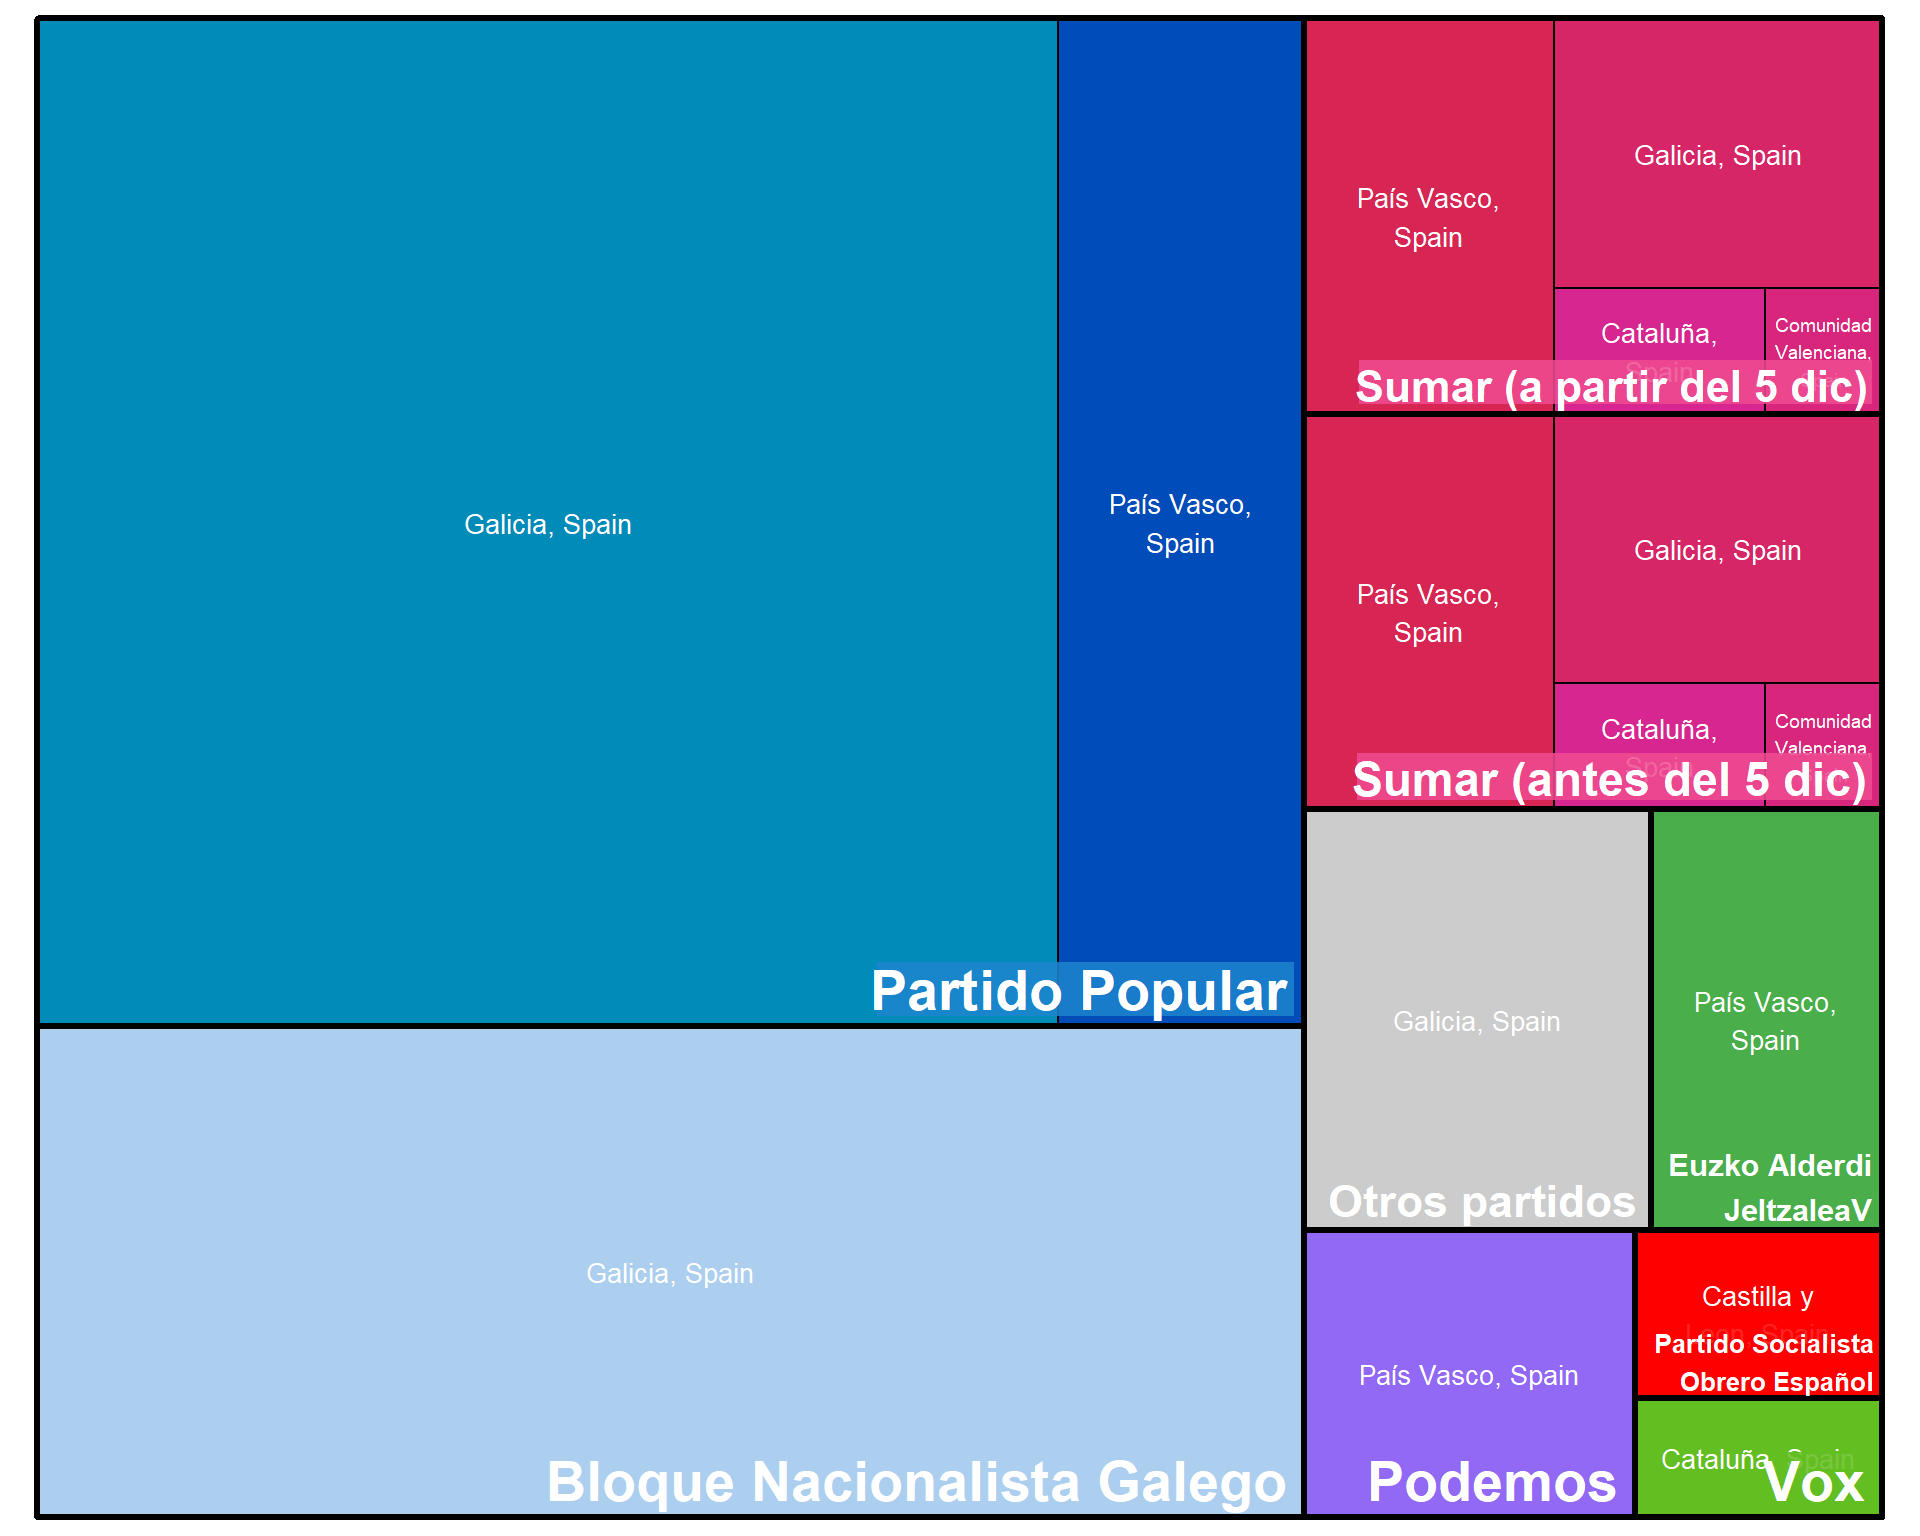 Galicia, Spain
País Vasco,
Spain
Partido Popular
Galicia, Spain
Bloque Nacionalista Galego
País Vasco,
Spain
Galicia, Spain
Cataluña,
Spain
Comunidad
Valenciana,
Sumar (a partir del 5 dic)
País Vasco,
Spain
Galicia, Spain
Cataluña,
Spain
Comunidad
Valenciana,
Sumar (antes del 5 dic)
Galicia, Spain
Otros partidos
País Vasco,
Spain
Euzko Alderdi
JeltzaleaV
País Vasco, Spain
Podemos
Castilla y
Leon, Spain
Partido Socialista
Obrero Español
Cataluña, Spain
Vox